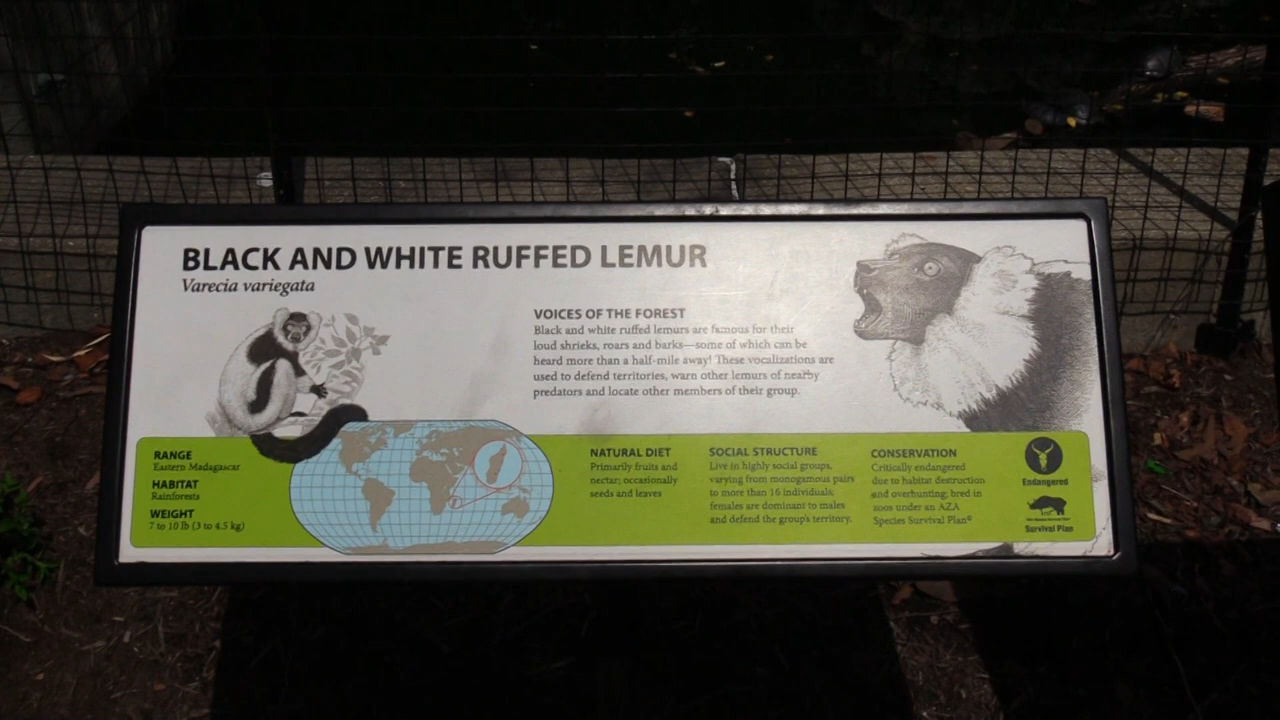 BLACK AND WHITE RUFFED LEMUR
Varecia variegata
VOICES OF THE FOREST
Black and white ruffed lemurs are famous for their
loud shrieks, roars and barks—some of which can be
heard more than a half-mile away! These vocalizations are
used to defend territories, warn other lemurs of nearby
predators and locate other members of their group.
RANGE
Eastern Madagascar
HABITAT
Rainforests
WEIGHT
7 to 10 lb (3 to 4.5 kg)
NATURAL DIET
Primarily fruits and
nectar; occasionally
seeds and leaves
SOCIAL STRUCTURE
Live in highly social groups,
varying from monogamous pairs
to more than 16 individuals;
females are dominant to males
and defend the group's territory.
CONSERVATION
Critically endangered
due to habitat destruction
and overhunting; bred in
zoos under an AZA
Species Survival Plan®
Endangered
Survival Plan